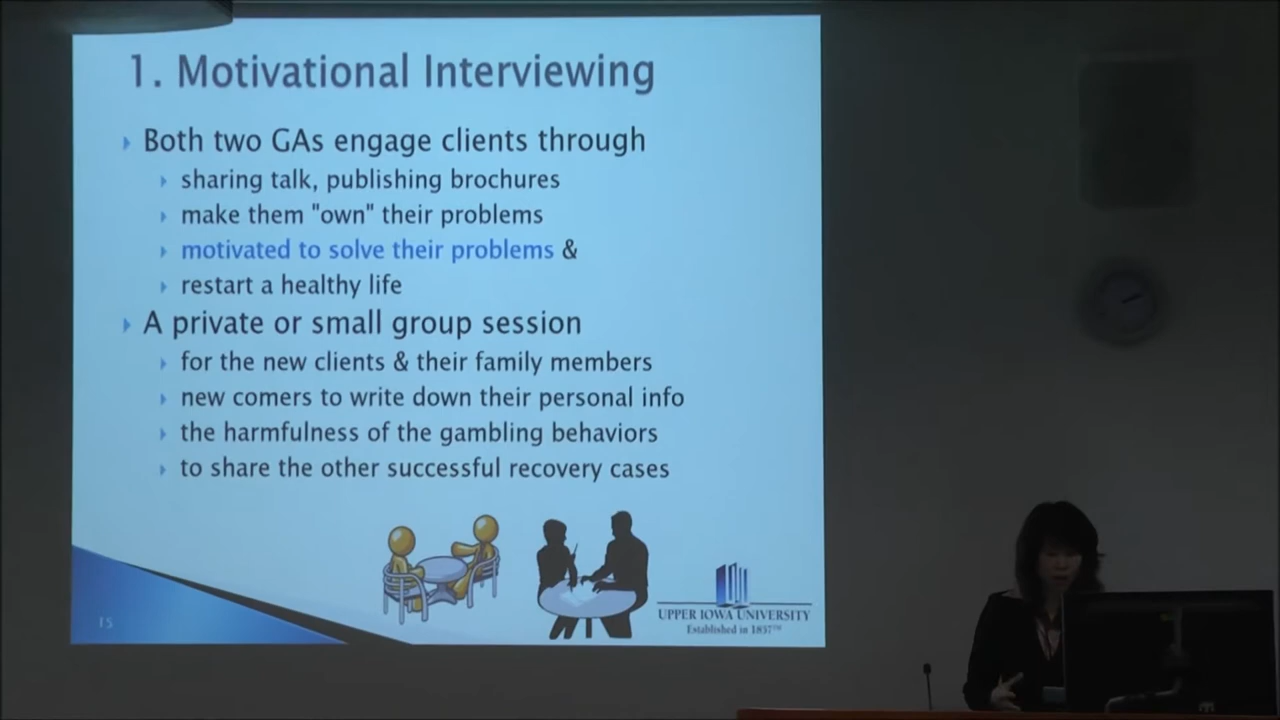 1. Motivational Interviewing
Both two GAs engage clients through
sharing talk, publishing brochures
make them "own" their problems
motivated to solve their problems &
restart a healthy life
A private or small group session
for the new clients & their family members
new comers to write down their personal info
the harmfulness of the gambling behaviors
to share the other successful recovery cases
15
UPPER IOWA UNIVERSITY
Established in 1857™